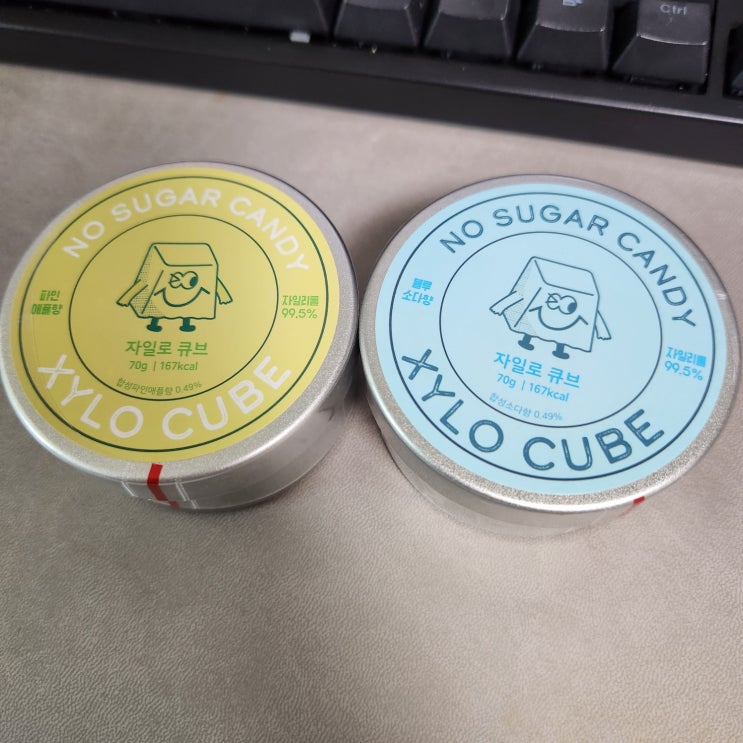 Ctrl
NO SUGAR CANDY
파인
애플향
자일리톨
99.5%
자일로 큐브
70g | 167kcal
합성파인애플향 0.49%
XYLO CUBE
NO SUGAR CANDY
블루
소다향
자일리톨
99.5%
자일로 큐브
70g | 167kcal
합성소다향 0.49%
XYLO CUBE